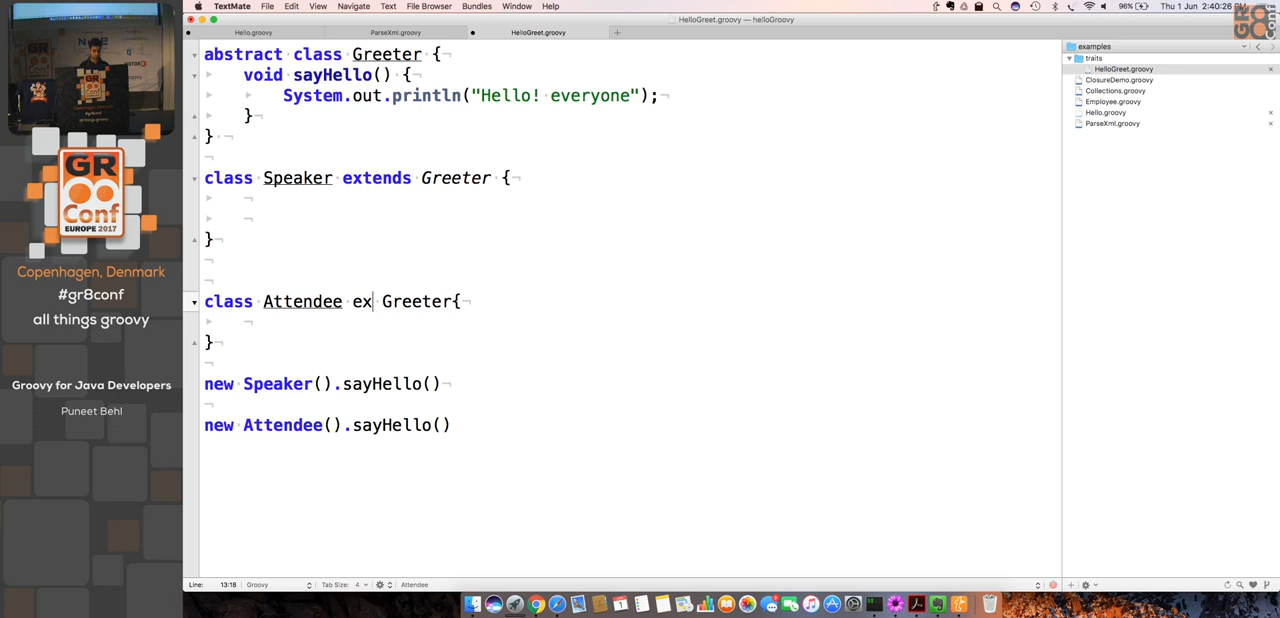 TextMate File Edit View Navigate Text File Browser Bundles Window Help
96% Thu 1 Jun 2:40:26 PM
HelloGreet.groovy — helloGroovy
Hello.groovy
ParseXml.groovy
HelloGreet.groovy
abstract class Greeter {
void sayHello() {
System.out.println("Hello! everyone");
}
}
class Speaker extends Greeter {
}
class Attendee ex Greeter{
}
new Speaker().sayHello()
new Attendee().sayHello()
examples
traits
HelloGreet.groovy
ClosureDemo.groovy
Collections.groovy
Employee.groovy
Hello.groovy
ParseXml.groovy
GR
Conf
EUROPE 2017
Copenhagen, Denmark
#gr8conf
all things groovy
Groovy for Java Developers
Puneet Behl
Line: 13:18 Groovy Tab Size: 4 Attendee